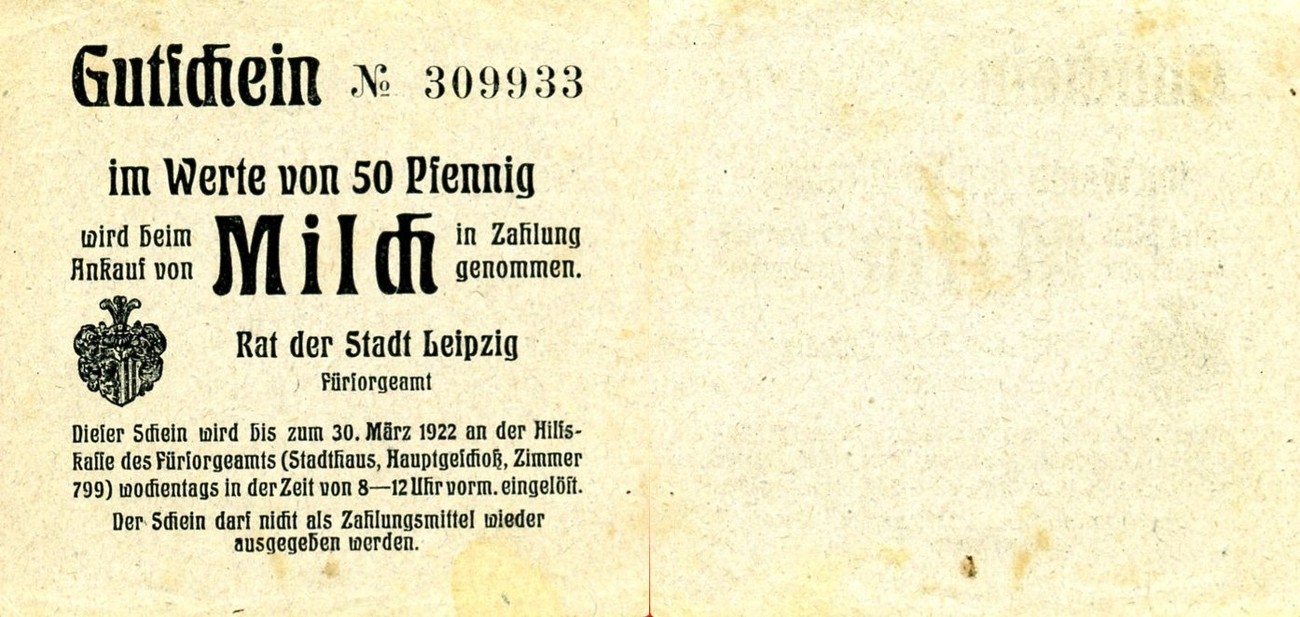 Gutschein № 309933
im Werte von 50 Pfennig
wird beim Milch in Zahlung
Ankauf von genommen.
Rat der Stadt Leipzig
Fürsorgeamt
Dieser Schein wird bis zum 30. März 1922 an der Hilfs-
kasse des Fürsorgeamts (Stadthaus, Hauptgeschoß, Zimmer
799) wochentags in der Zeit von 8—12 Uhr vorm. eingelöst.
Der Schein darf nicht als Zahlungsmittel wieder
ausgegeben werden.